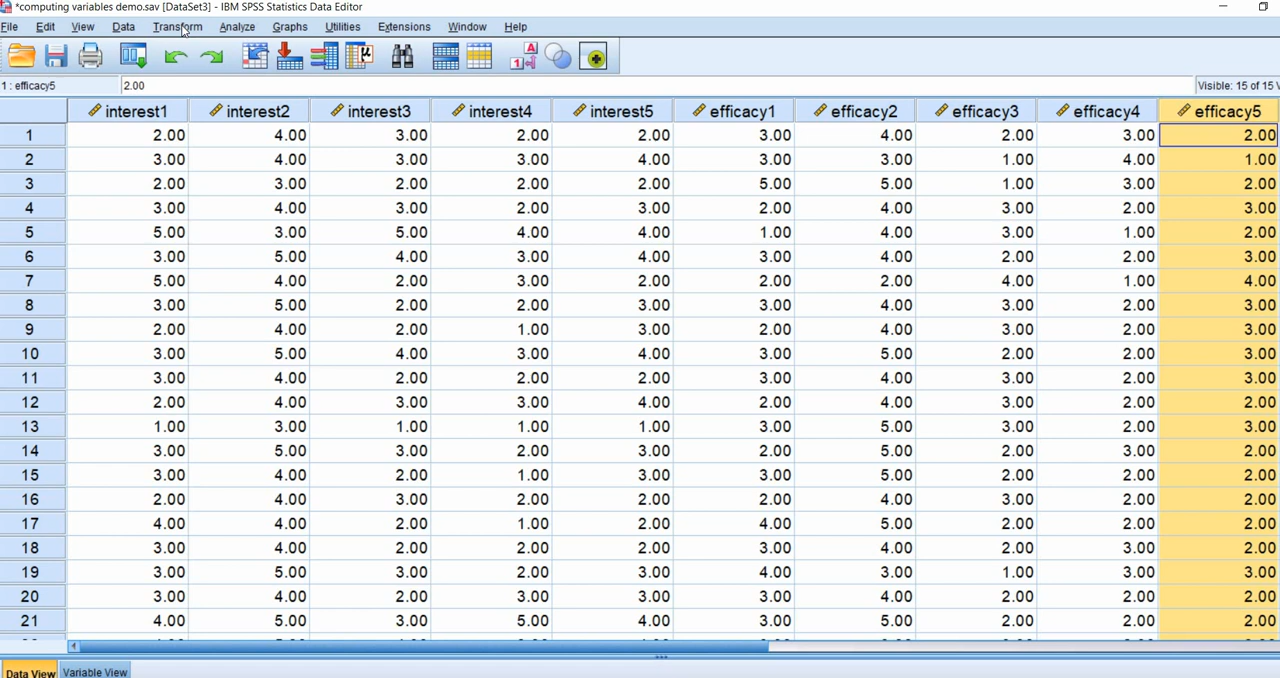 *computing variables demo.sav [DataSet3] - IBM SPSS Statistics Data Editor
File Edit View Data Transform Analyze Graphs Utilities Extensions Window Help
1 : efficacy5 2.00 Visible: 15 of 15 V
interest1 interest2 interest3 interest4 interest5 efficacy1 efficacy2 efficacy3 efficacy4 efficacy5
1 2.00 4.00 3.00 2.00 2.00 3.00 4.00 2.00 3.00 2.00
2 3.00 4.00 3.00 3.00 4.00 3.00 3.00 1.00 4.00 1.00
3 2.00 3.00 2.00 2.00 2.00 5.00 5.00 1.00 3.00 2.00
4 3.00 4.00 3.00 2.00 3.00 2.00 4.00 3.00 2.00 3.00
5 5.00 3.00 5.00 4.00 4.00 1.00 4.00 3.00 1.00 2.00
6 3.00 5.00 4.00 3.00 4.00 3.00 4.00 2.00 2.00 3.00
7 5.00 4.00 2.00 3.00 2.00 2.00 2.00 4.00 1.00 4.00
8 3.00 5.00 2.00 2.00 3.00 3.00 4.00 3.00 2.00 3.00
9 2.00 4.00 2.00 1.00 3.00 2.00 4.00 3.00 2.00 3.00
10 3.00 5.00 4.00 3.00 4.00 3.00 5.00 2.00 2.00 3.00
11 3.00 4.00 2.00 2.00 2.00 3.00 4.00 3.00 2.00 3.00
12 2.00 4.00 3.00 3.00 4.00 2.00 4.00 3.00 2.00 2.00
13 1.00 3.00 1.00 1.00 1.00 3.00 5.00 3.00 2.00 3.00
14 3.00 5.00 3.00 2.00 3.00 2.00 5.00 2.00 3.00 2.00
15 3.00 4.00 2.00 1.00 3.00 3.00 5.00 2.00 2.00 2.00
16 2.00 4.00 3.00 2.00 2.00 2.00 4.00 3.00 2.00 2.00
17 4.00 4.00 2.00 1.00 2.00 4.00 5.00 2.00 2.00 2.00
18 3.00 4.00 2.00 2.00 2.00 3.00 4.00 2.00 3.00 2.00
19 3.00 5.00 3.00 2.00 3.00 4.00 3.00 1.00 3.00 3.00
20 3.00 4.00 2.00 3.00 3.00 3.00 4.00 2.00 2.00 2.00
21 4.00 5.00 3.00 5.00 4.00 3.00 5.00 2.00 2.00 2.00
Data View Variable View